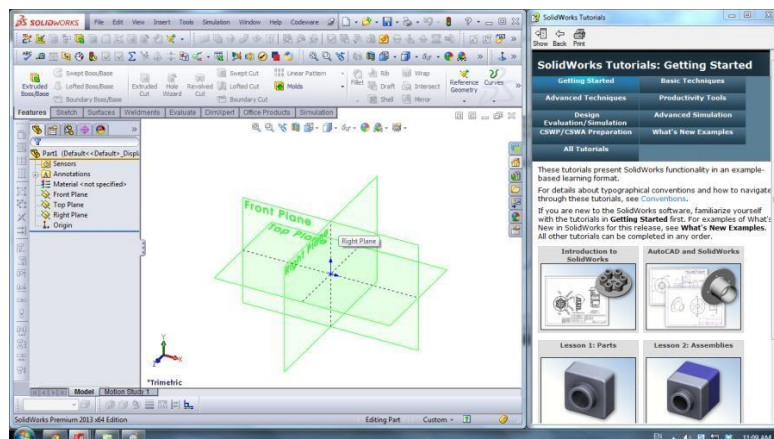 SOLIDWORKS File Edit View Insert Tools Simulation Window Help Codeware
Extruded Boss/Base
Swept Boss/Base
Lofted Boss/Base
Boundary Boss/Base
Extruded Cut
Hole Wizard
Revolved Cut
Swept Cut
Lofted Cut
Boundary Cut
Linear Pattern
Molds
Fillet
Rib
Draft
Shell
Wrap
Intersect
Mirror
Reference Geometry
Curves
Features Sketch Surfaces Weldments Evaluate DimXpert Office Products Simulation
Part1 (Default<<Default>_Displ
Sensors
Annotations
Material <not specified>
Front Plane
Top Plane
Right Plane
Origin
Front Plane
Top Plane
Right Plane
Right Plane
*Trimetric
Model Motion Study 1
SolidWorks Premium 2013 x64 Edition Editing Part Custom
SolidWorks Tutorials
Show Back Print
SolidWorks Tutorials: Getting Started
Getting Started Basic Techniques
Advanced Techniques Productivity Tools
Design Evaluation/Simulation Advanced Simulation
CSWP/CSWA Preparation What's New Examples
All Tutorials
These tutorials present SolidWorks functionality in an example-
based learning format.
For details about typographical conventions and how to navigate
through these tutorials, see Conventions.
If you are new to the SolidWorks software, familiarize yourself
with the tutorials in Getting Started first. For examples of What's
New in SolidWorks for this release, see What's New Examples.
All other tutorials can be completed in any order.
Introduction to SolidWorks
AutoCAD and SolidWorks
Lesson 1: Parts
Lesson 2: Assemblies
EN 11:09 AM